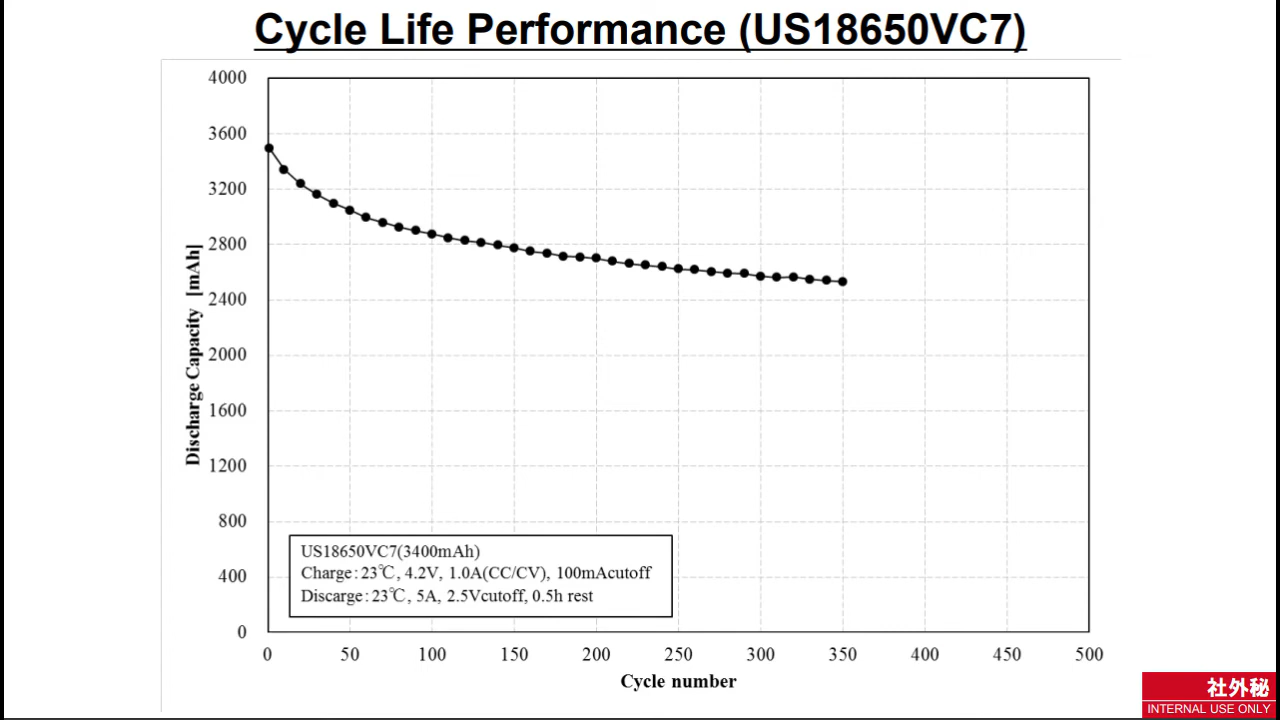 Cycle Life Performance (US18650VC7)
4000
3600
3200
2800
2400
2000
1600
1200
800
400
0
Discharge Capacity [mAh]
US18650VC7(3400mAh)
Charge:23℃, 4.2V, 1.0A(CC/CV), 100mAcutoff
Discarge:23℃, 5A, 2.5Vcutoff, 0.5h rest
0 50 100 150 200 250 300 350 400 450 500
Cycle number
社外秘
INTERNAL USE ONLY